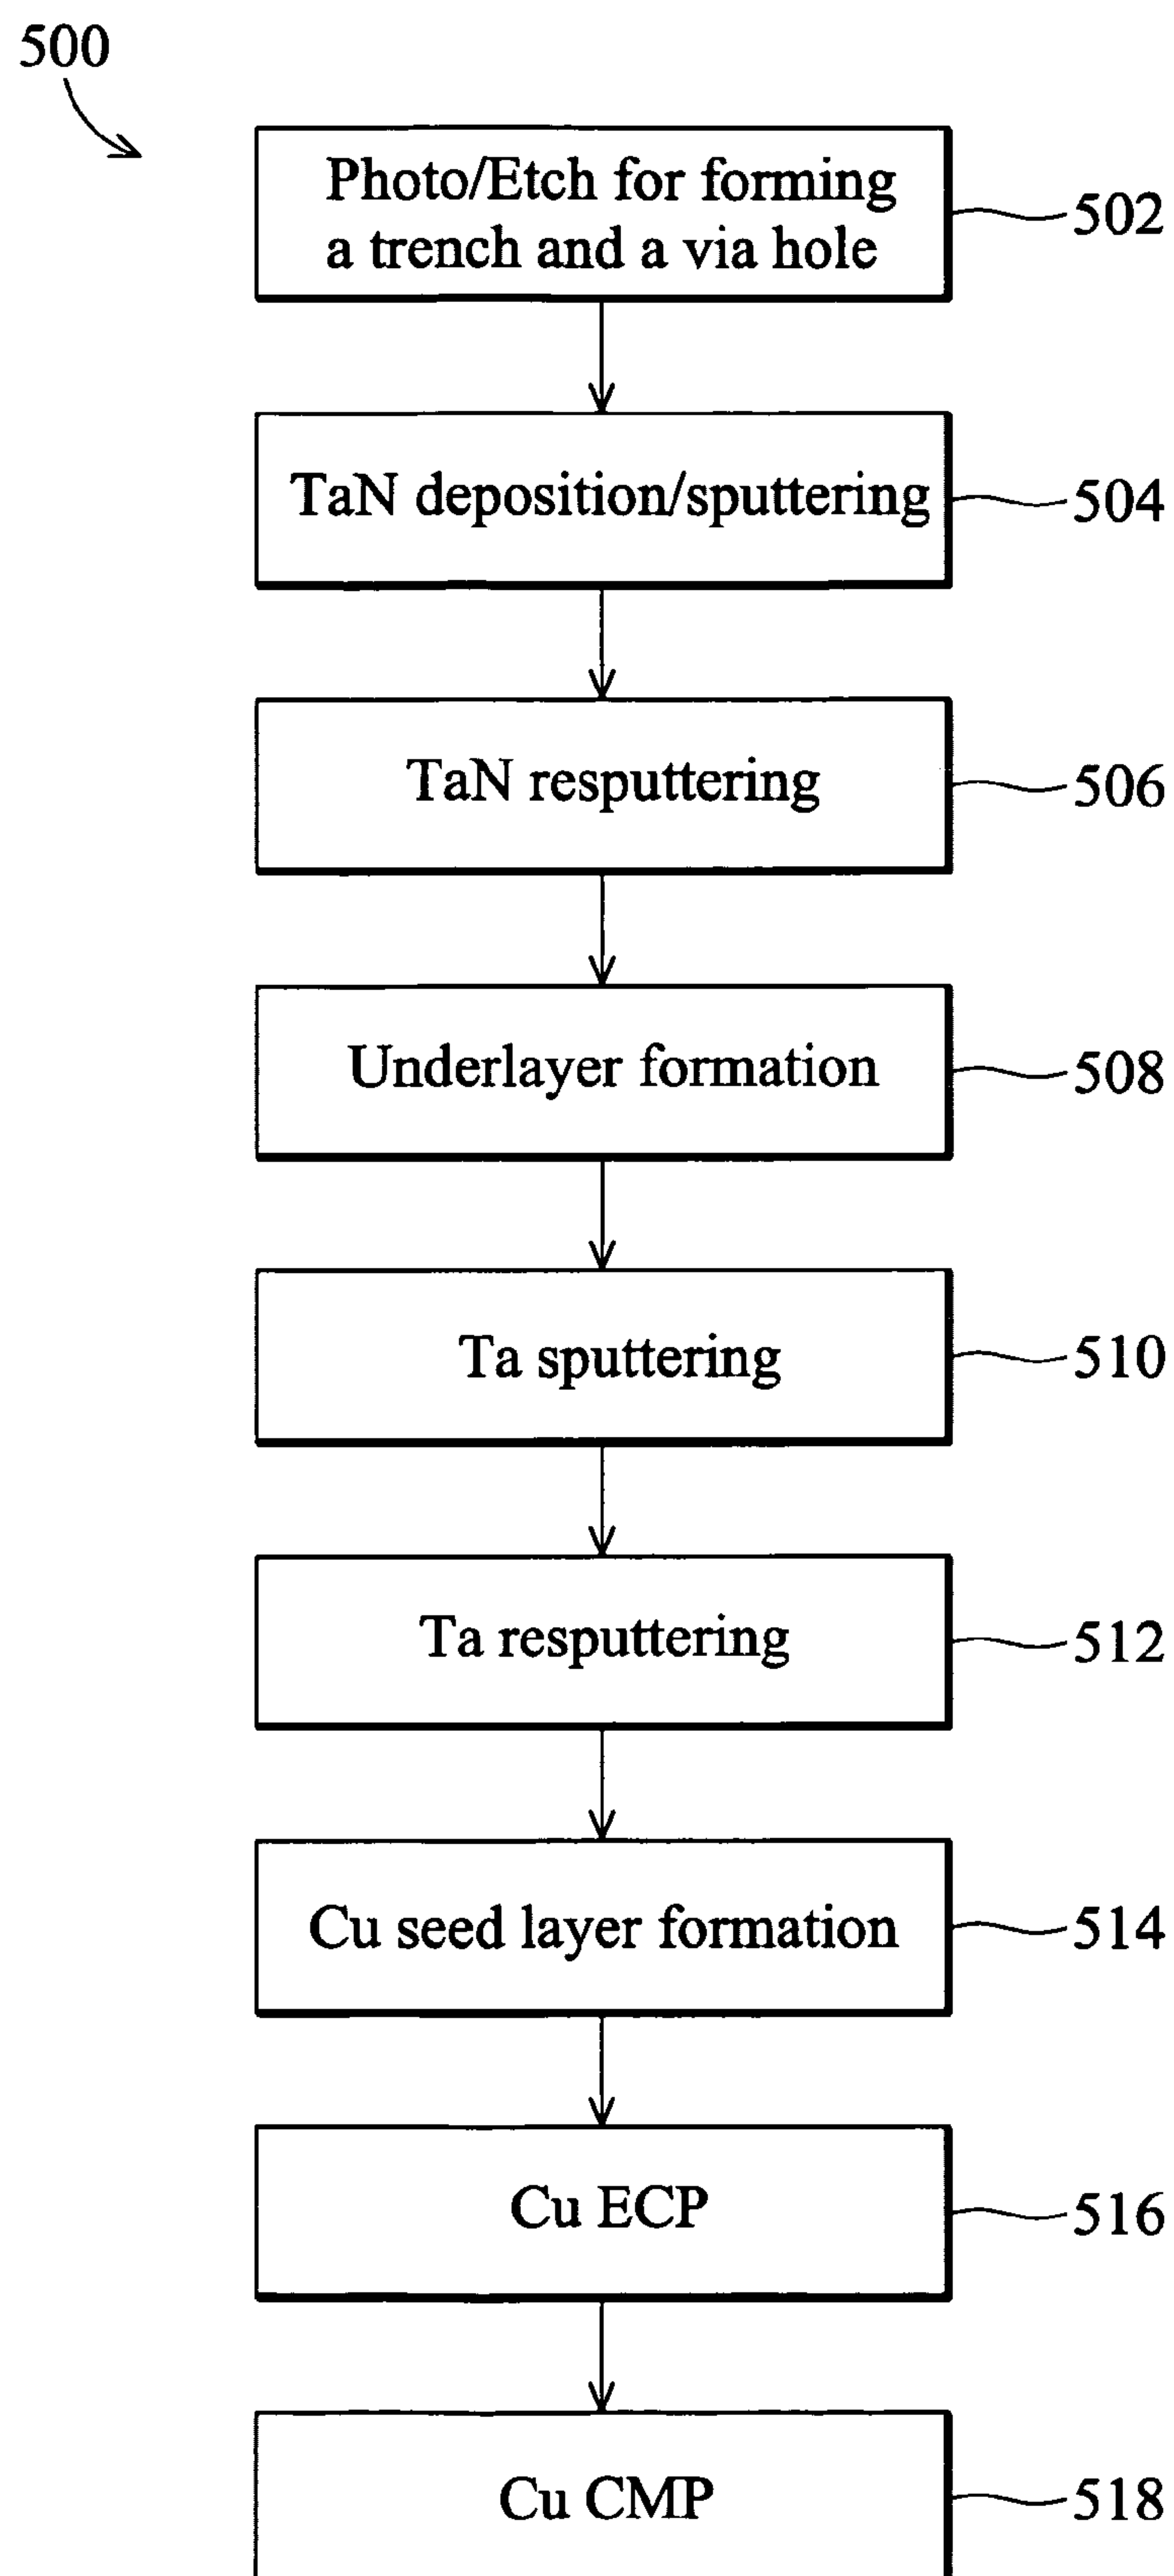 500
Photo/Etch for forming
a trench and a via hole
502
TaN deposition/sputtering
504
TaN resputtering
506
Underlayer formation
508
Ta sputtering
510
Ta resputtering
512
Cu seed layer formation
514
Cu ECP
516
Cu CMP
518